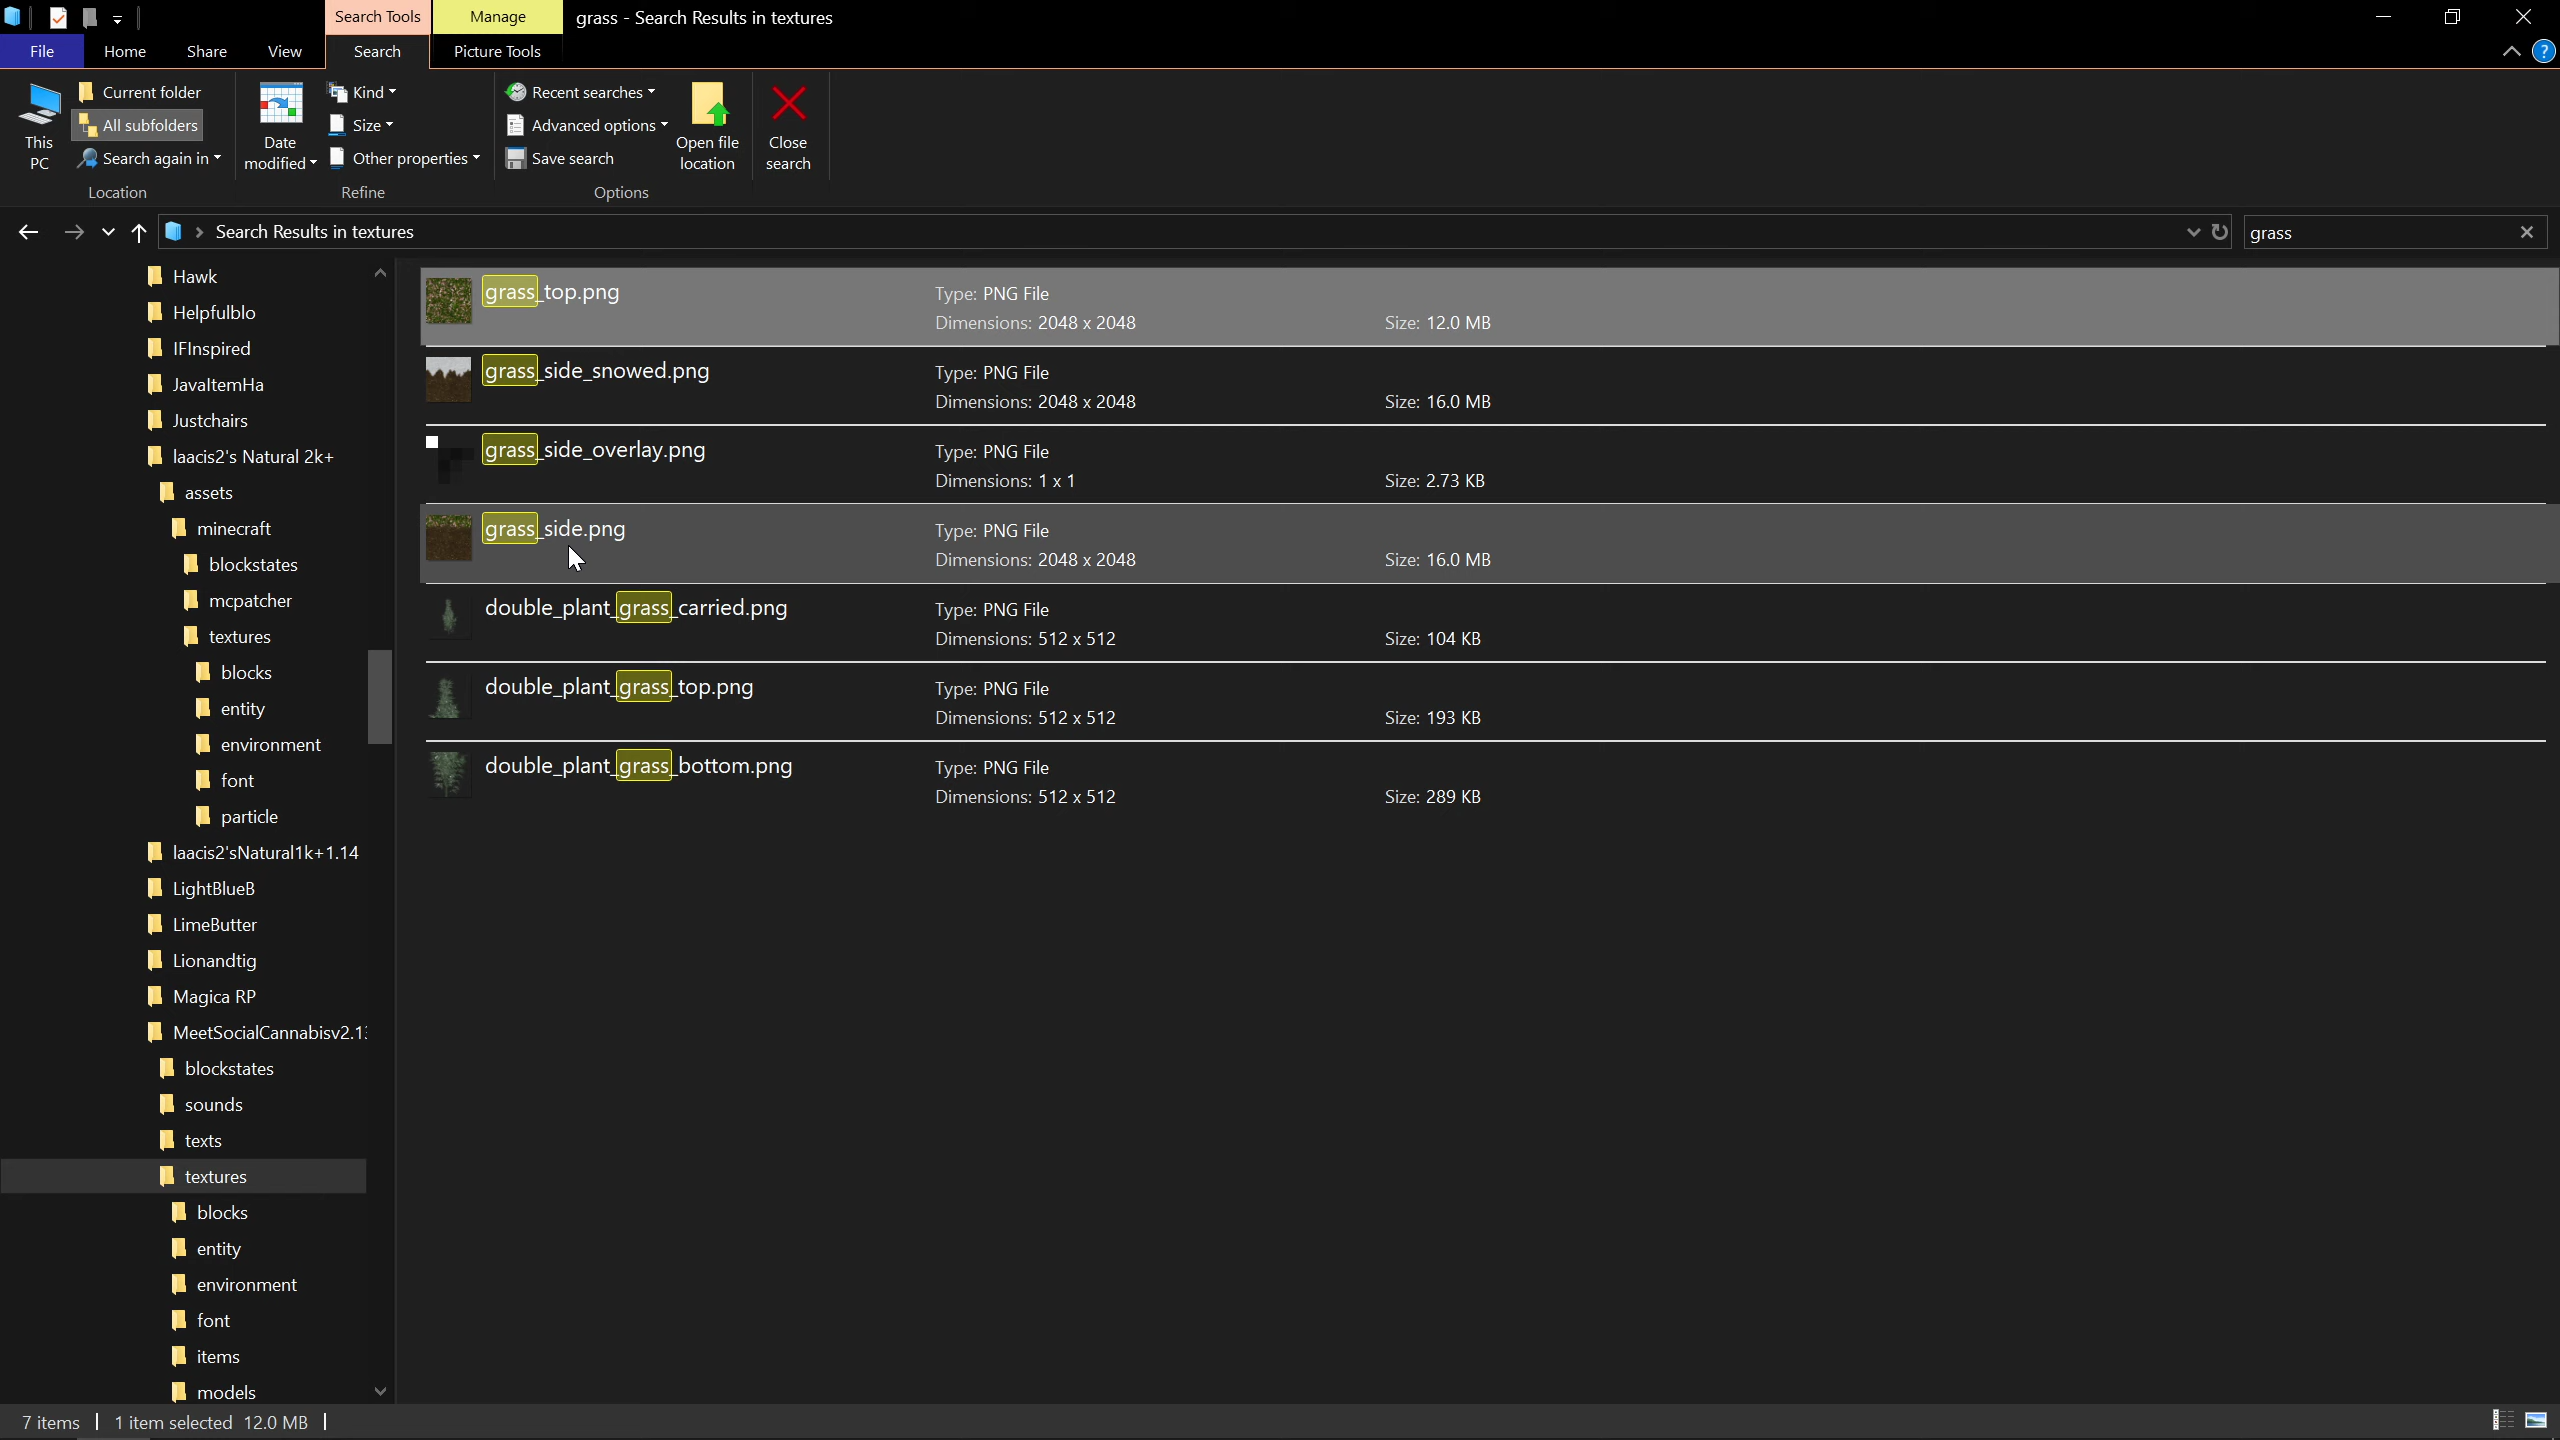 Search Tools
Manage
grass - Search Results in textures
File
Home
Share
View
Search
Picture Tools
This PC
Current folder
All subfolders
Search again in
Location
Date modified
Kind
Size
Other properties
Refine
Recent searches
Advanced options
Save search
Options
Open file location
Close search
Search Results in textures
grass
Hawk
Helpfulblo
IFInspired
JavaItemHa
Justchairs
laacis2's Natural 2k+
assets
minecraft
blockstates
mcpatcher
textures
blocks
entity
environment
font
particle
laacis2'sNatural1k+1.14
LightBlueB
LimeButter
Lionandtig
Magica RP
MeetSocialCannabisv2.13
blockstates
sounds
texts
textures
blocks
entity
environment
font
items
models
grass_top.png
Type: PNG File
Dimensions: 2048 x 2048
Size: 12.0 MB
grass_side_snowed.png
Type: PNG File
Dimensions: 2048 x 2048
Size: 16.0 MB
grass_side_overlay.png
Type: PNG File
Dimensions: 1 x 1
Size: 2.73 KB
grass_side.png
Type: PNG File
Dimensions: 2048 x 2048
Size: 16.0 MB
double_plant_grass_carried.png
Type: PNG File
Dimensions: 512 x 512
Size: 104 KB
double_plant_grass_top.png
Type: PNG File
Dimensions: 512 x 512
Size: 193 KB
double_plant_grass_bottom.png
Type: PNG File
Dimensions: 512 x 512
Size: 289 KB
7 items
1 item selected 12.0 MB